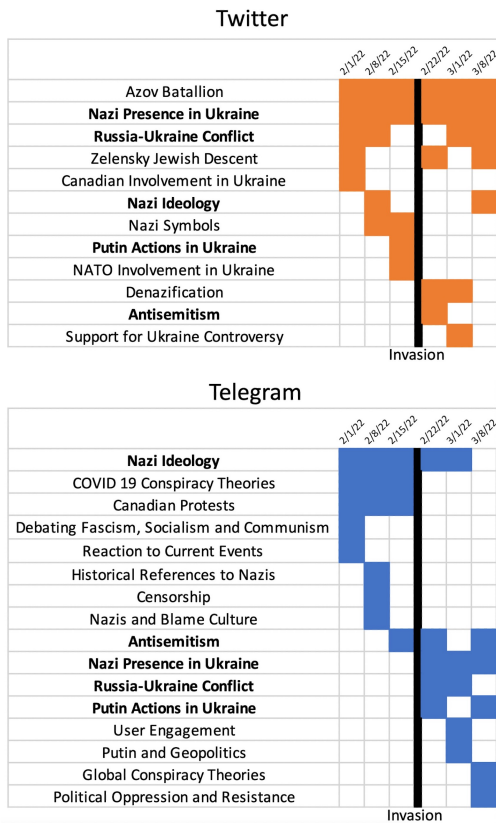 Twitter
2/1/22 2/8/22 2/15/22 2/22/22 3/1/22 3/8/22
Azov Batallion
Nazi Presence in Ukraine
Russia-Ukraine Conflict
Zelensky Jewish Descent
Canadian Involvement in Ukraine
Nazi Ideology
Nazi Symbols
Putin Actions in Ukraine
NATO Involvement in Ukraine
Denazification
Antisemitism
Support for Ukraine Controversy
Invasion
Telegram
2/1/22 2/8/22 2/15/22 2/22/22 3/1/22 3/8/22
Nazi Ideology
COVID 19 Conspiracy Theories
Canadian Protests
Debating Fascism, Socialism and Communism
Reaction to Current Events
Historical References to Nazis
Censorship
Nazis and Blame Culture
Antisemitism
Nazi Presence in Ukraine
Russia-Ukraine Conflict
Putin Actions in Ukraine
User Engagement
Putin and Geopolitics
Global Conspiracy Theories
Political Oppression and Resistance
Invasion